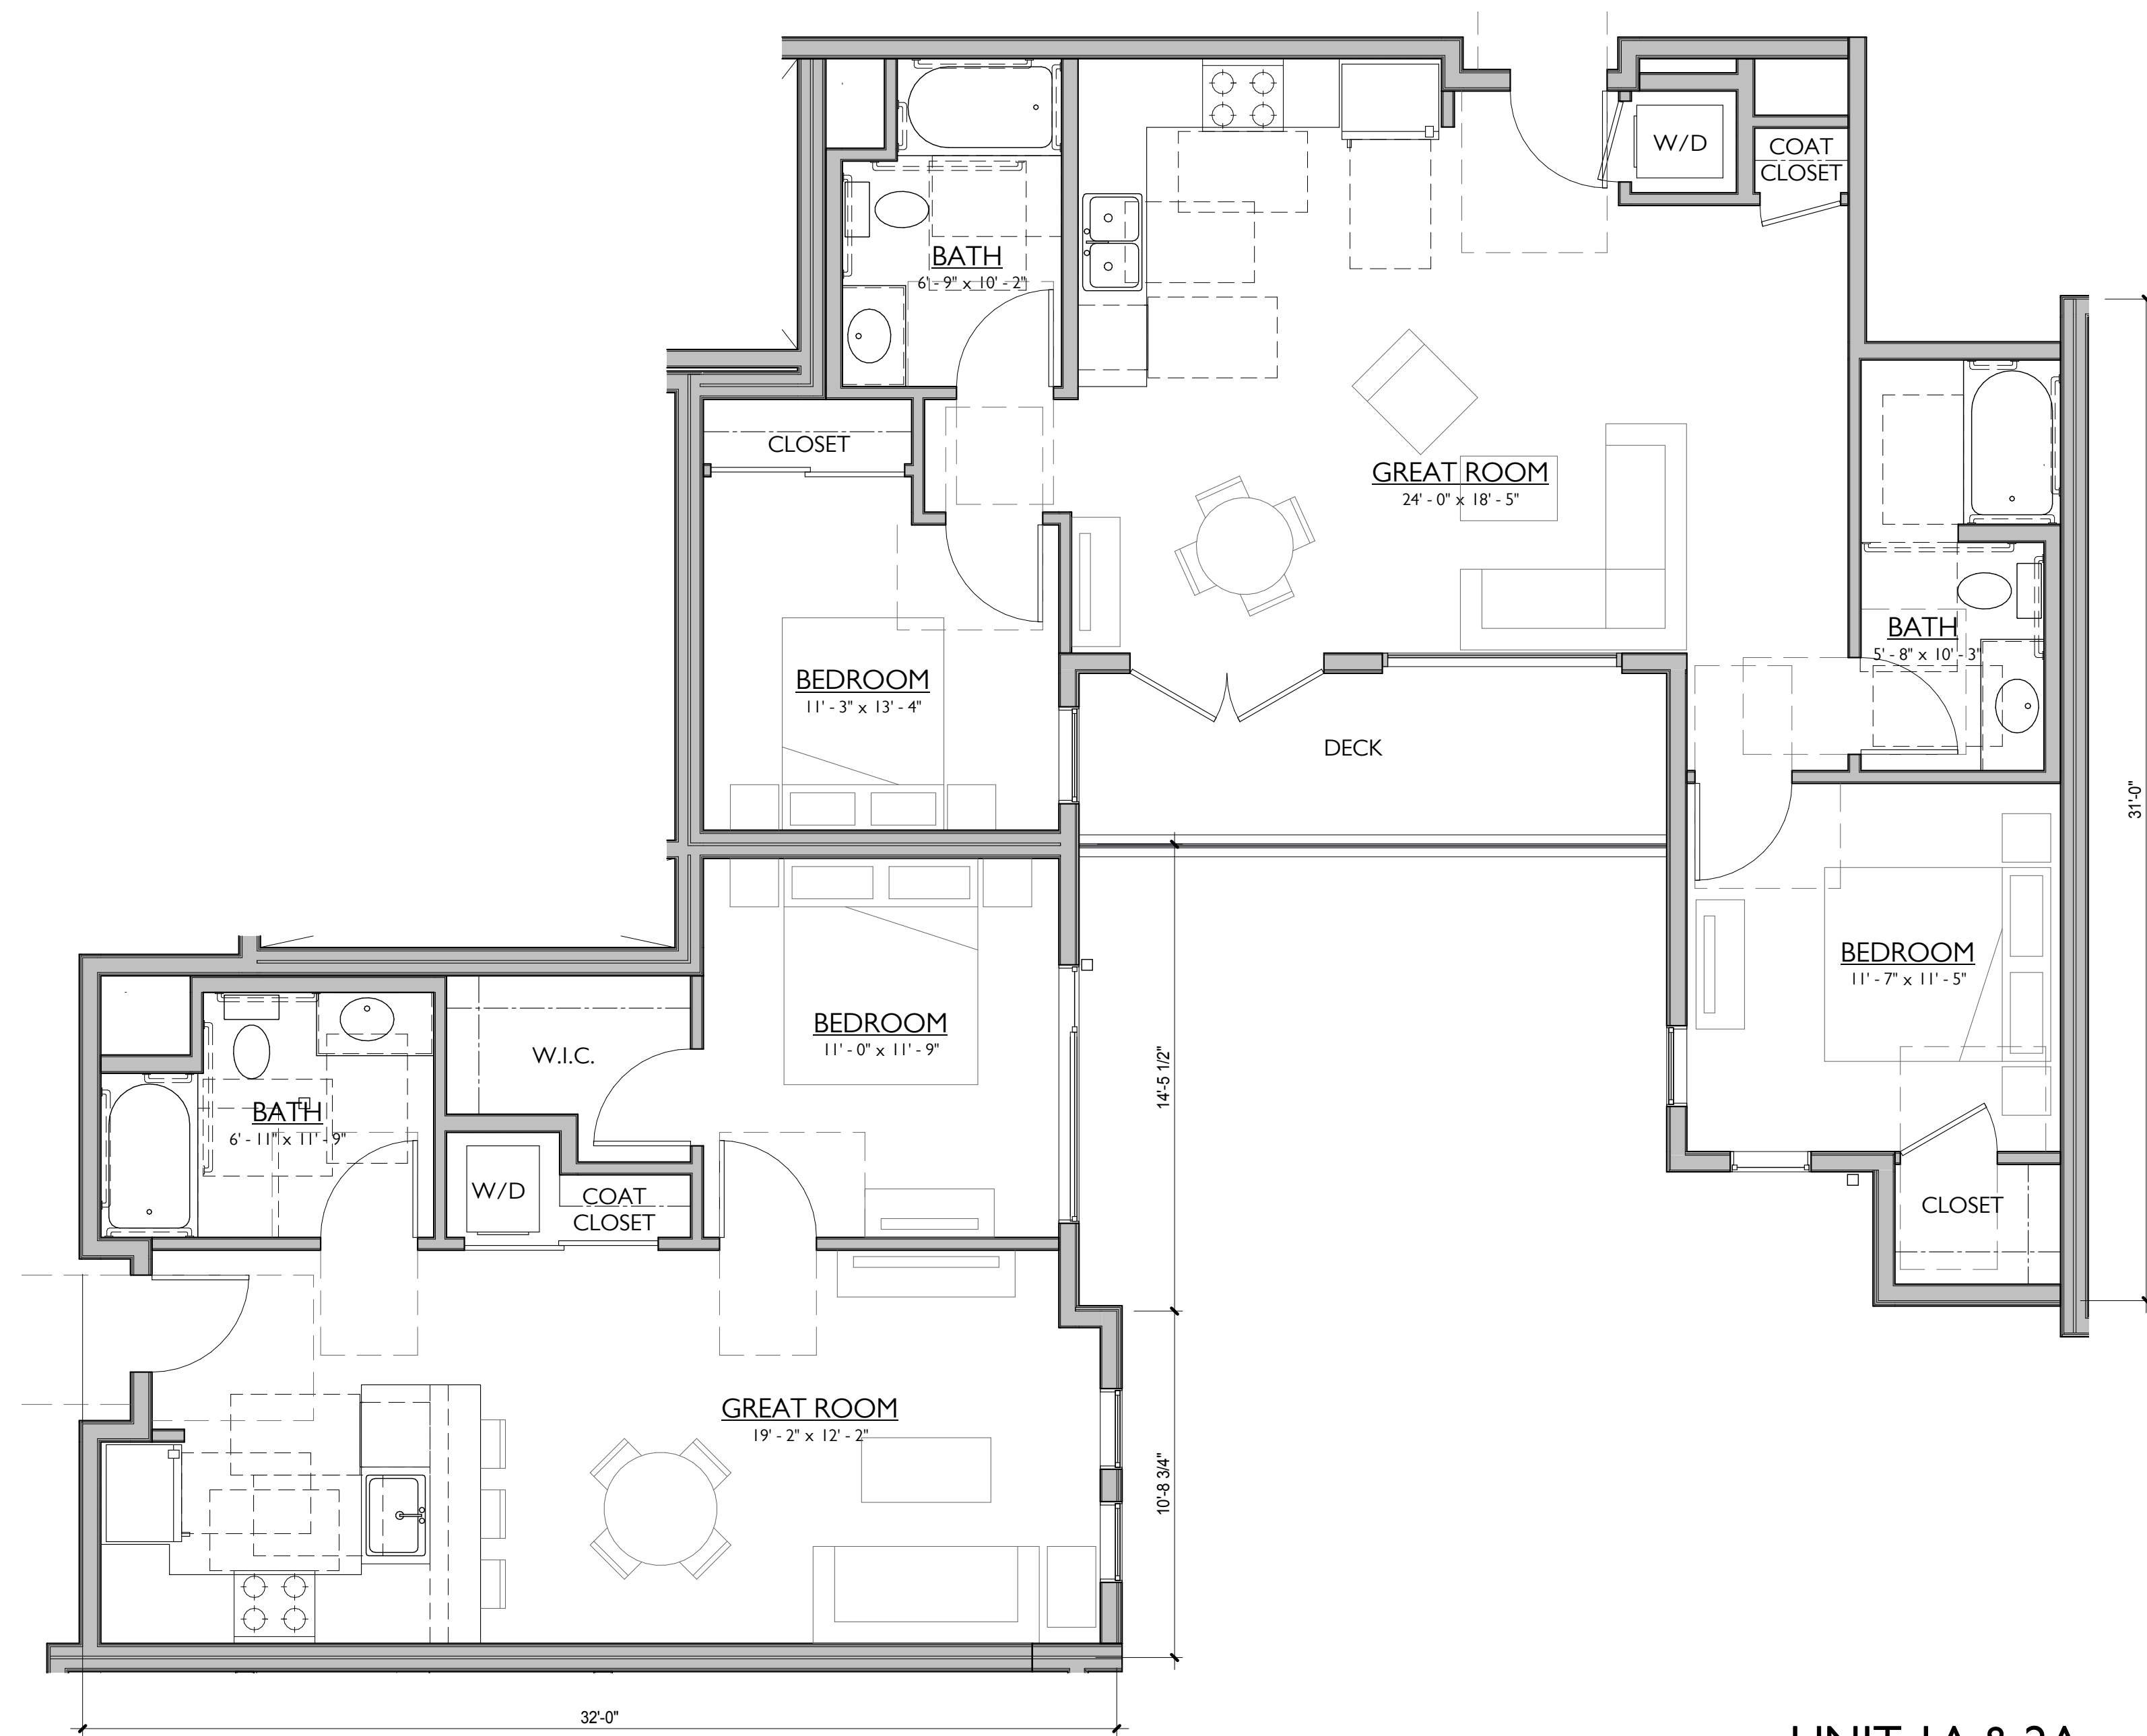 W/D
COAT
CLOSET
BATH
6' - 9" x 10' - 2"
CLOSET
GREAT ROOM
24' - 0" x 18' - 5"
BATH
5' - 8" x 10' - 3"
BEDROOM
11' - 3" x 13' - 4"
DECK
31'-0"
BEDROOM
11' - 7" x 11' - 5"
CLOSET
BEDROOM
11' - 0" x 11' - 9"
W.I.C.
14'-5 1/2"
BATH
6' - 11" x 11' - 9"
W/D
COAT
CLOSET
GREAT ROOM
19' - 2" x 12' - 2"
10'-8 3/4"
32'-0"
UNIT 1A & 2A